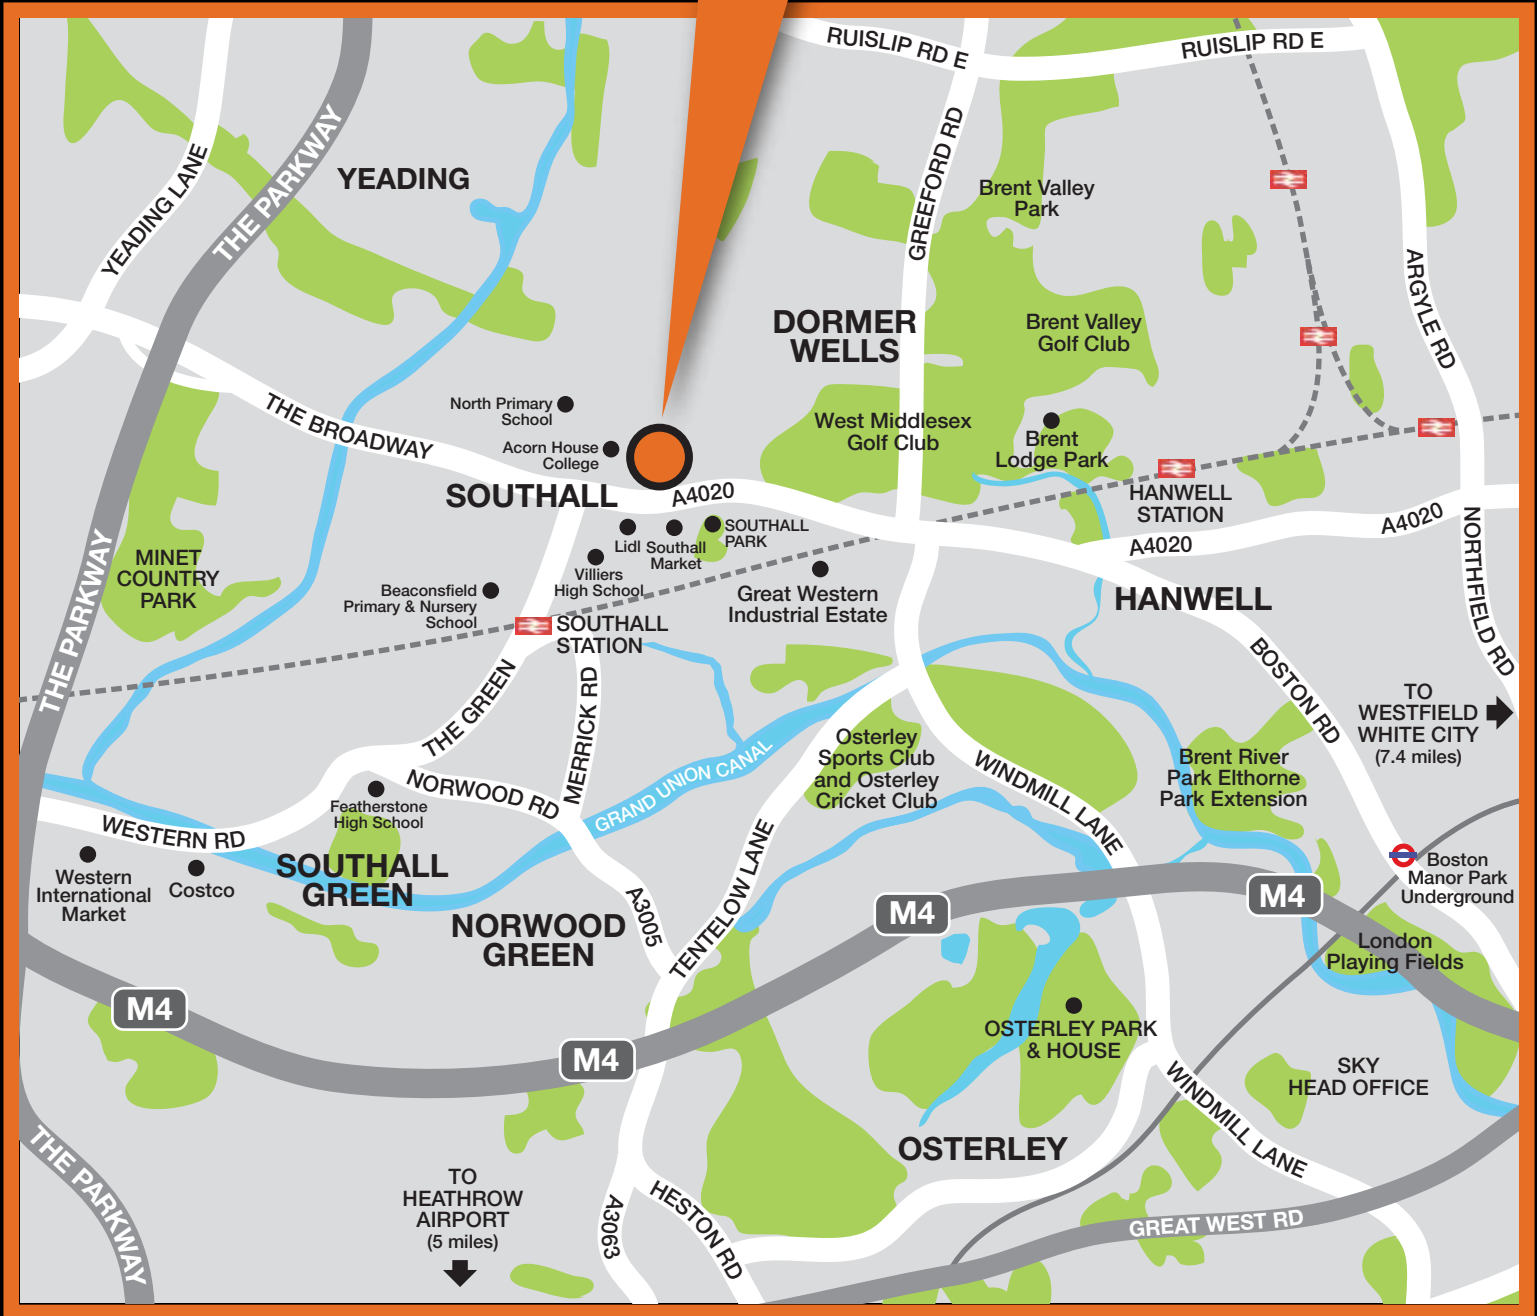 RUISLIP RD E
RUISLIP RD E
YEADING LANE
THE PARKWAY
YEADING
GREEFORD RD
Brent Valley
Park
ARGYLE RD
DORMER
WELLS
Brent Valley
Golf Club
THE BROADWAY
North Primary
School
Acorn House
College
West Middlesex
Golf Club
Brent
Lodge Park
SOUTHALL
A4020
HANWELL
STATION
A4020
A4020
NORTHFIELD RD
Lidl
Southall
Market
SOUTHALL
PARK
MINET
COUNTRY
PARK
THE PARKWAY
Villiers
High School
Beaconsfield
Primary & Nursery
School
Great Western
Industrial Estate
HANWELL
SOUTHALL
STATION
BOSTON RD
THE GREEN
MERRICK RD
TO
WESTFIELD
WHITE CITY
(7.4 miles)
NORWOOD RD
GRAND UNION CANAL
Osterley
Sports Club
and Osterley
Cricket Club
WINDMILL LANE
Brent River
Park Elthorne
Park Extension
Featherstone
High School
WESTERN RD
Western
International
Market
Costco
SOUTHALL
GREEN
NORWOOD
GREEN
A3005
TENTELOW LANE
M4
M4
Boston
Manor Park
Underground
London
Playing Fields
M4
M4
OSTERLEY PARK
& HOUSE
SKY
HEAD OFFICE
WINDMILL LANE
OSTERLEY
THE PARKWAY
TO
HEATHROW
AIRPORT
(5 miles)
A3063
HESTON RD
GREAT WEST RD